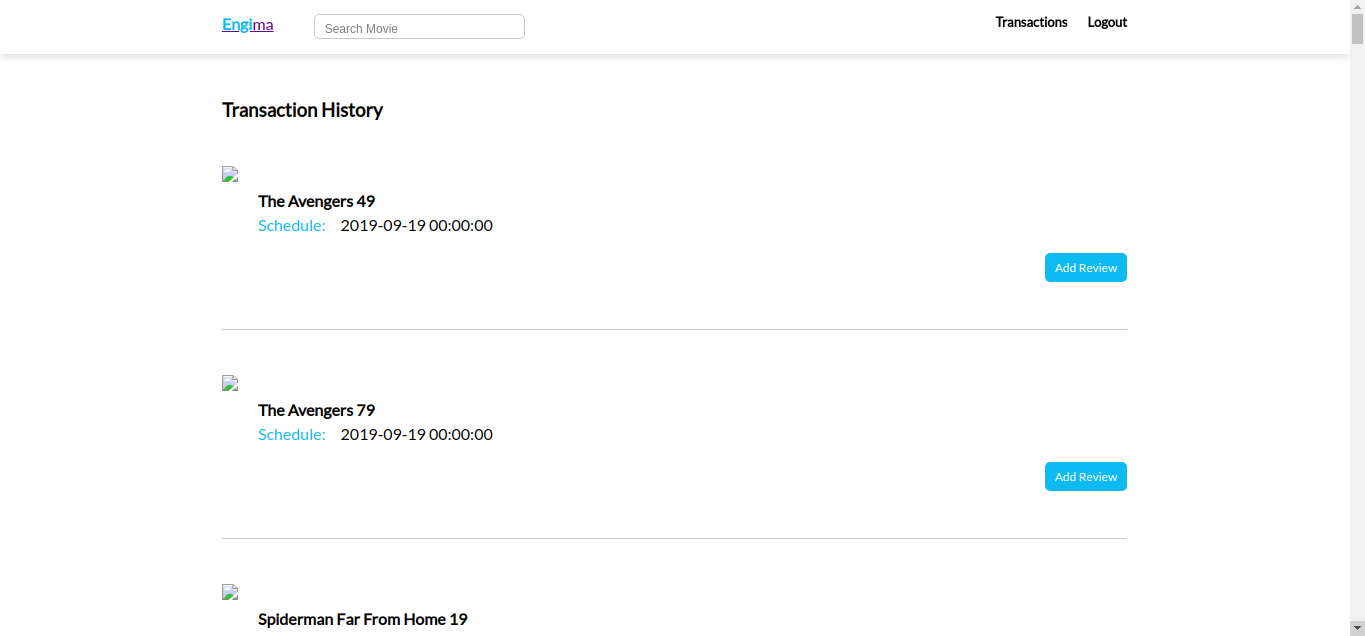 Engima
Search Movie
Transactions
Logout
Transaction History
The Avengers 49
Schedule: 2019-09-19 00:00:00
Add Review
The Avengers 79
Schedule: 2019-09-19 00:00:00
Add Review
Spiderman Far From Home 19